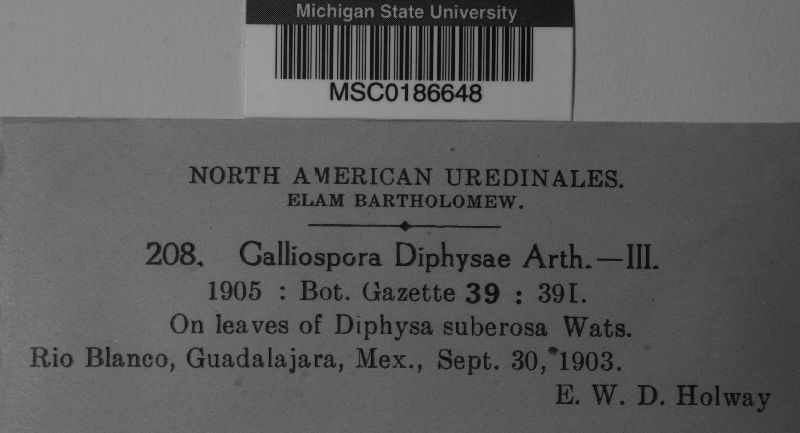 Michigan State University
MSC0186648
NORTH AMERICAN UREDINALES.
ELAM BARTHOLOMEW.
208. Calliospora Diphysae Arth.—III.
1905 : Bot. Gazette 39 : 391.
On leaves of Diphysa suberosa Wats.
Rio Blanco, Guadalajara, Mex., Sept. 30, 1903.
E. W. D. Holway